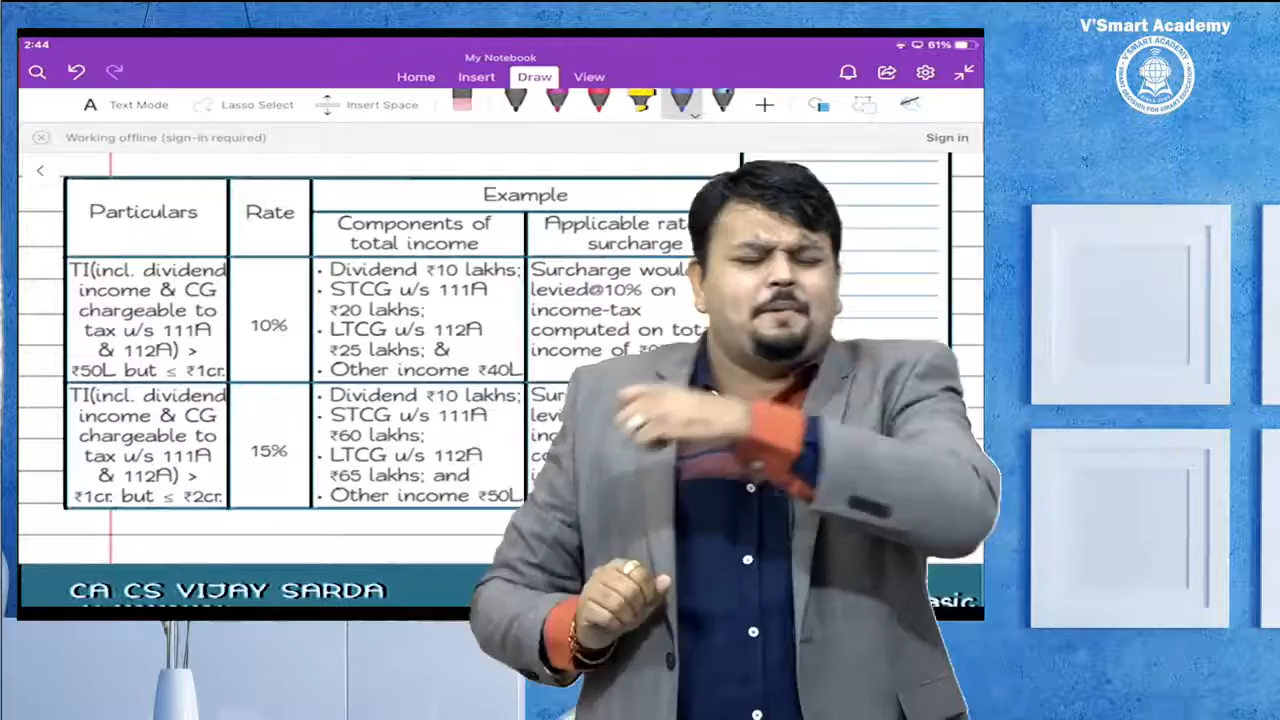 V'Smart Academy
2:44
61%
My Notebook
Home Insert Draw View
A Text Mode Lasso Select Insert Space
Working offline (sign-in required) Sign in
Particulars Rate Example
Components of total income
Applicable surcharge
TI(incl. dividend
income & CG
chargeable to
tax u/s 111A
& 112A) >
₹50L but ≤ ₹1cr.
10%
• Dividend ₹10 lakhs;
• STCG u/s 111A
₹20 lakhs;
• LTCG u/s 112A
₹25 lakhs; &
• Other income ₹40L
Surcharge
levied@10% on
income-tax
computed on
income of
TI(incl. dividend
income & CG
chargeable to
tax u/s 111A
& 112A) >
₹1cr. but ≤ ₹2cr.
15%
• Dividend ₹10 lakhs;
• STCG u/s 111A
₹60 lakhs;
• LTCG u/s 112A
₹65 lakhs; and
• Other income ₹50L
CA CS VIJAY SARDA